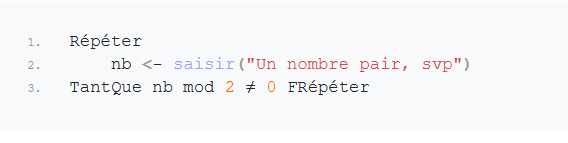 1. Répéter
2. nb <- saisir("Un nombre pair, svp")
3. TantQue nb mod 2 ≠ 0 FRépéter